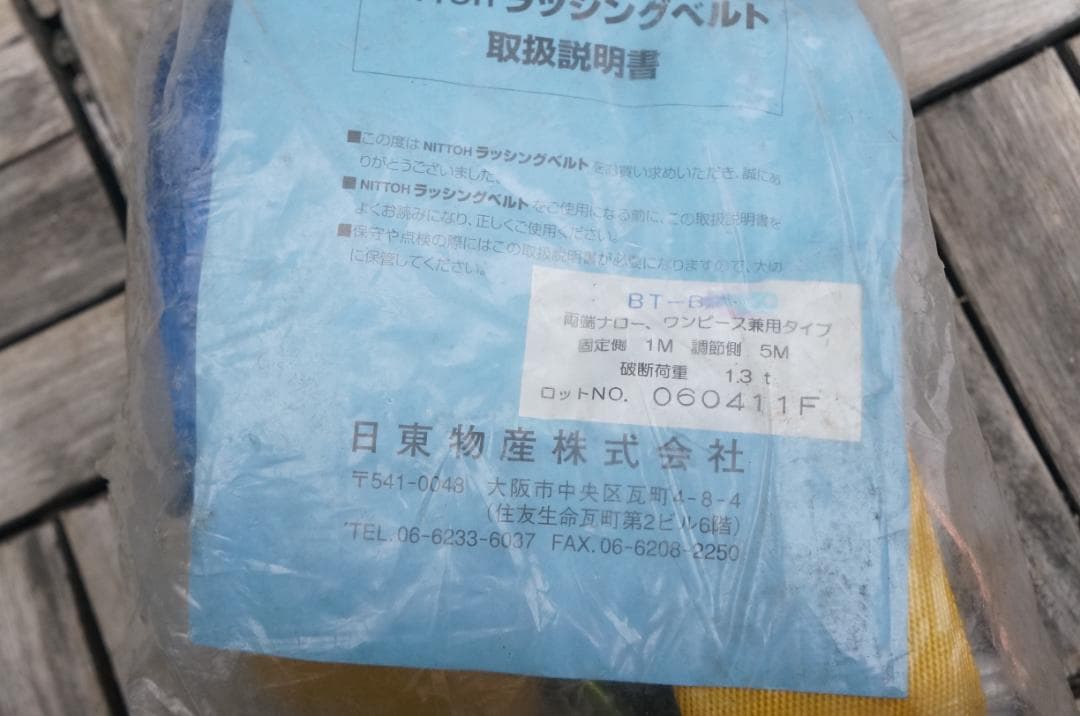 NITTOH ラッシングベルト
取扱説明書
■この度は NITTOH ラッシングベルトをお買い求めいただき、誠にあ
りがとうございました。
■NITTOH ラッシングベルトをご使用になる前に、この取扱説明書を
よくお読みになり、正しくご使用ください。
■保守や点検の際にはこの取扱説明書が必要になりますので、大切
に保管してください。
BT-B
両端ナロー、ワンピース兼用タイプ
固定側 1M 調節側 5M
破断荷重 1.3 t
ロットNO. 060411F
日東物産株式会社
〒541-0048 大阪市中央区瓦町4-8-4
(住友生命瓦町第2ビル6階)
TEL.06-6233-6037 FAX.06-6208-2250